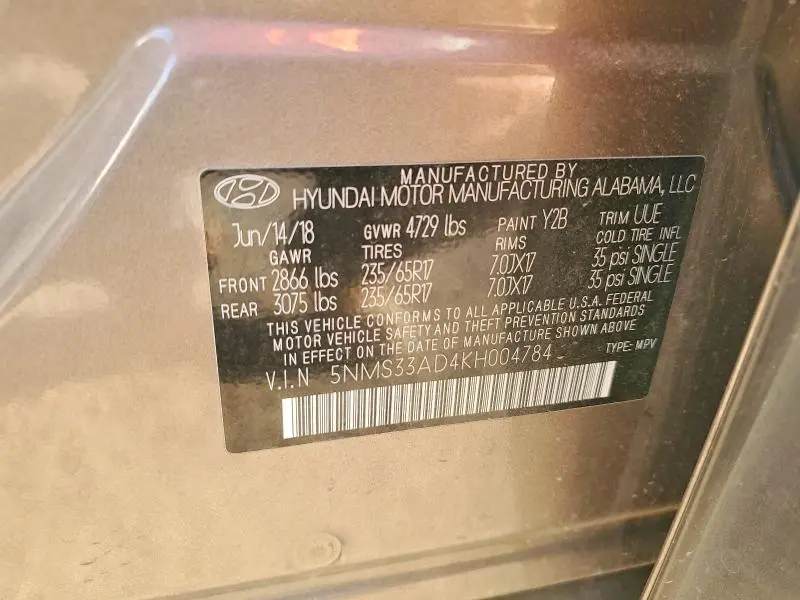 MANUFACTURED BY
HYUNDAI MOTOR MANUFACTURING ALABAMA, LLC
Jun/14/18 GVWR 4729 lbs PAINT Y2B TRIM UUE
GAWR TIRES RIMS COLD TIRE INFL
FRONT 2866 lbs 235/65R17 7.0JX17 35 psi SINGLE
REAR 3075 lbs 235/65R17 7.0JX17 35 psi SINGLE
THIS VEHICLE CONFORMS TO ALL APPLICABLE U.S.A. FEDERAL
MOTOR VEHICLE SAFETY AND THEFT PREVENTION STANDARDS
IN EFFECT ON THE DATE OF MANUFACTURE SHOWN ABOVE
V.I.N 5NMS33AD4KH004784 TYPE: MPV